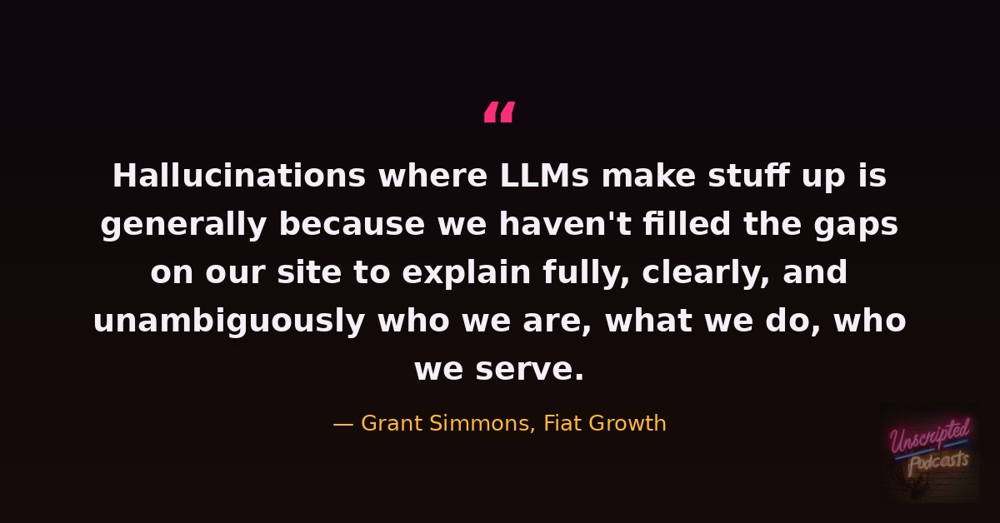 “
Hallucinations where LLMs make stuff up is
generally because we haven't filled the gaps
on our site to explain fully, clearly, and
unambiguously who we are, what we do, who
we serve.
— Grant Simmons, Fiat Growth
Unscripted
Podcasts